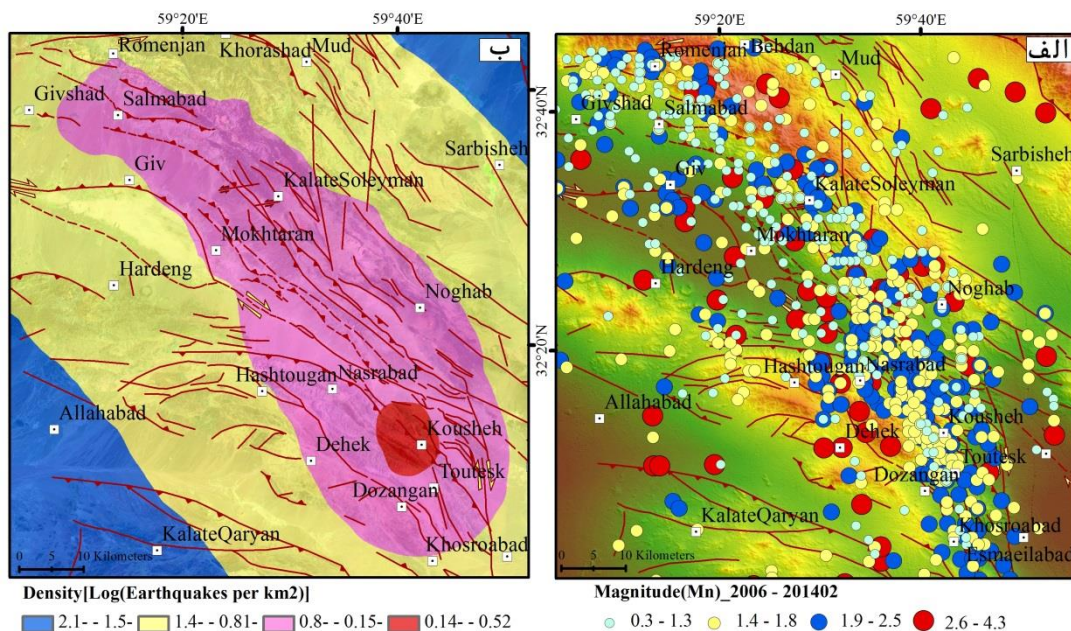 59°20'E
59°40'E
59°20'E
59°40'E
ب
الف
Romenjan
Khorashad
Mud
Givshad
Salmabad
Sarbisheh
Giv
KalateSoleyman
Mokhtaran
Hardeng
Noghab
Hashtougan
Nasrabad
Allahabad
Kousheh
Dehek
Toutesk
Dozangan
KalateQaryan
Khosroabad
0 5 10 Kilometers
32°40'N
32°20'N
Romenjan
Behdan
Mud
Givshad
Salmabad
Sarbisheh
Giv
KalateSoleyman
Mokhtaran
Hardeng
Noghab
Hashtougan
Nasrabad
Allahabad
Kousheh
Dehek
Toutesk
Dozangan
KalateQaryan
Khosroabad
Esmaeilabad
0 5 10 Kilometers
Density[Log(Earthquakes per km2)]
2.1- - 1.5-
1.4- - 0.81-
0.8- - 0.15-
0.14- - 0.52
Magnitude(Mn)_2006 - 201402
0.3 - 1.3
1.4 - 1.8
1.9 - 2.5
2.6 - 4.3